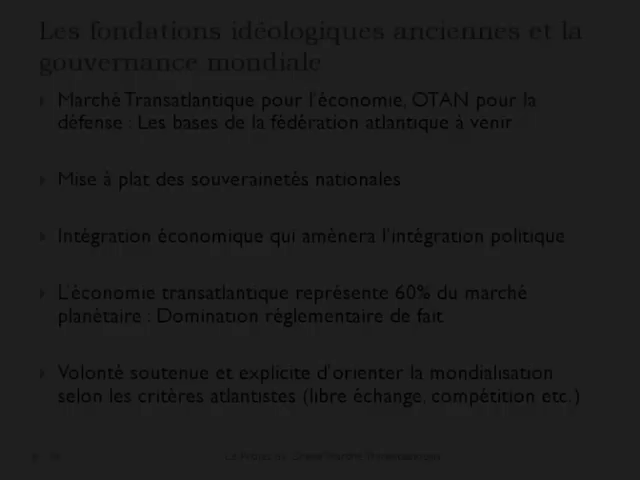 Les fondations idéologiques anciennes et la
gouvernance mondiale
Marché Transatlantique pour l'économie, OTAN pour la
défense : Les bases de la fédération atlantique à venir
Mise à plat des souverainetés nationales
Intégration économique qui amènera l'intégration politique
L'économie transatlantique représente 60% du marché
planétaire : Domination réglementaire de fait
Volonté soutenue et explicite d'orienter la mondialisation
selon les critères atlantistes (libre échange, compétition etc.)